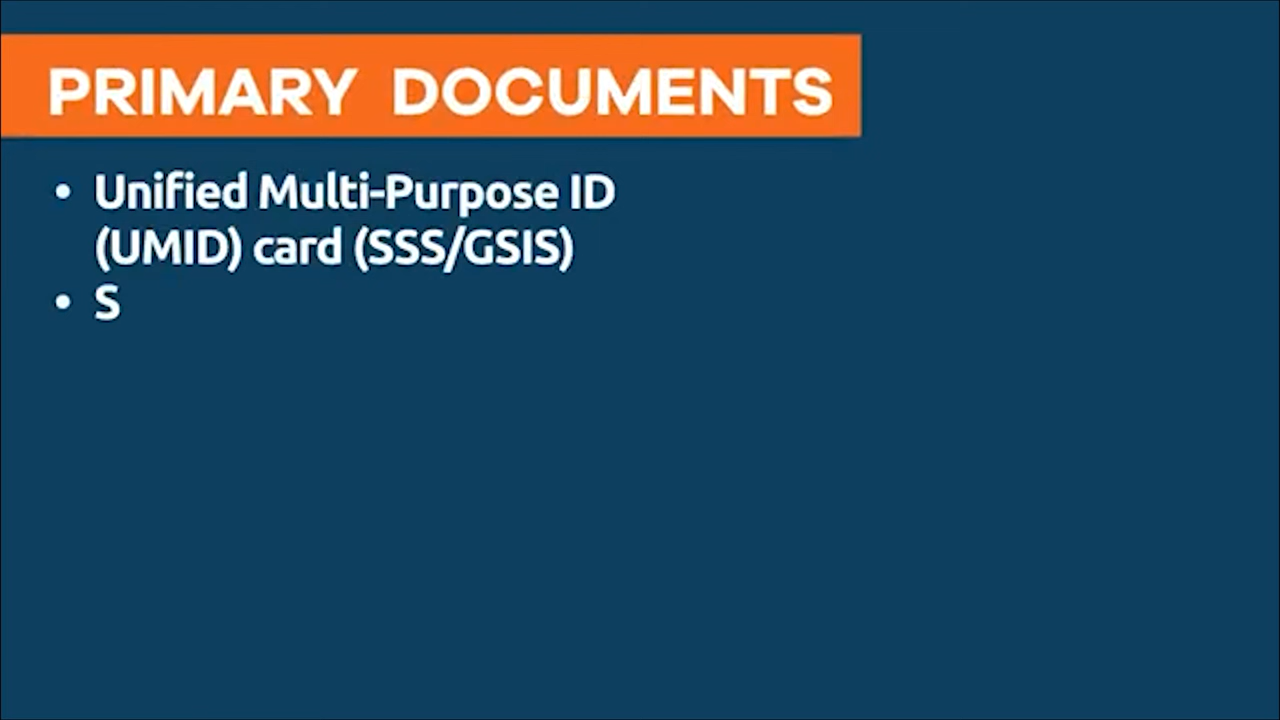 PRIMARY DOCUMENTS
• Unified Multi-Purpose ID
(UMID) card (SSS/GSIS)
• S